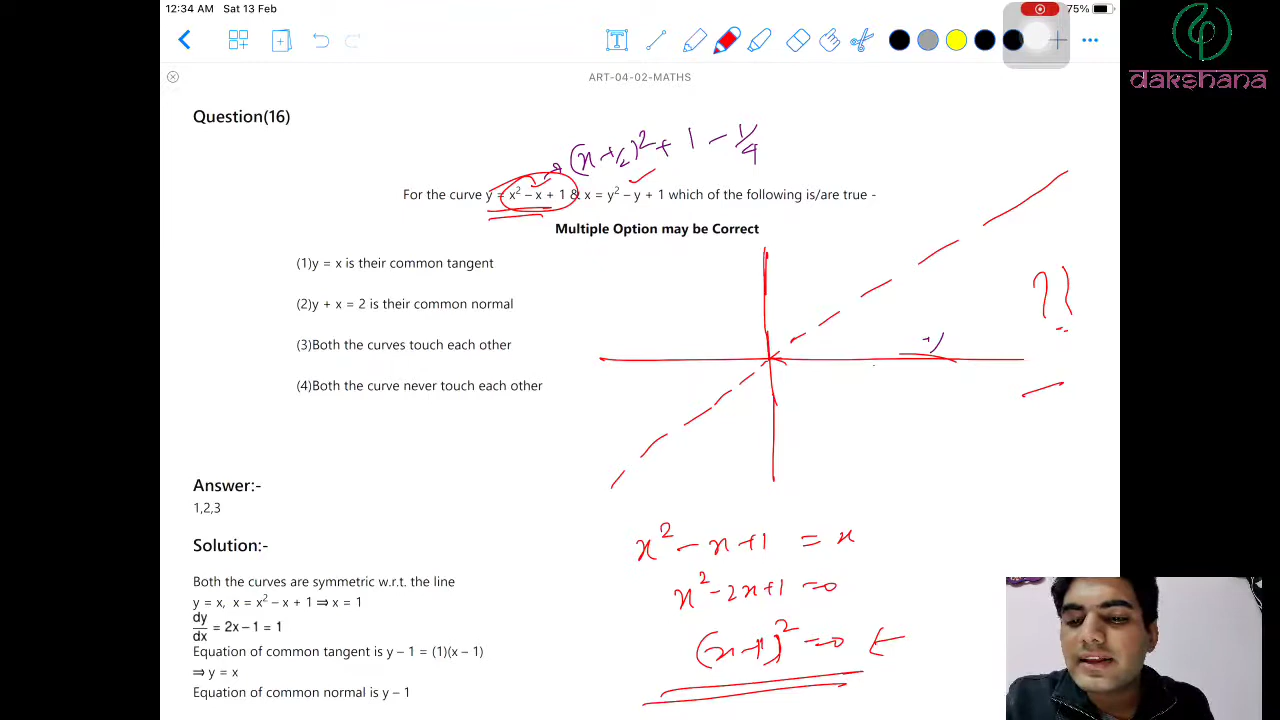 12:34 AM Sat 13 Feb
75%
dakshana
ART-04-02-MATHS
Question(16)
(x+1/2)² + 1 - 1/4
For the curve y = x² – x + 1 & x = y² – y + 1 which of the following is/are true -
Multiple Option may be Correct
(1)y = x is their common tangent
(2)y + x = 2 is their common normal
(3)Both the curves touch each other
(4)Both the curve never touch each other
??
Answer:-
1,2,3
Solution:-
Both the curves are symmetric w.r.t. the line
y = x, x = x² – x + 1 ⇒ x = 1
dy/dx = 2x – 1 = 1
Equation of common tangent is y – 1 = (1)(x – 1)
⇒ y = x
Equation of common normal is y – 1
x² - x + 1 = x
x² - 2x + 1 = 0
(x - 1)² = 0